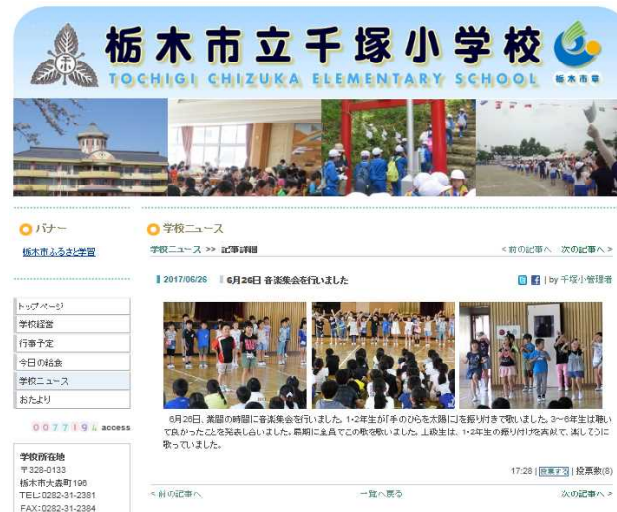 栃木市立千塚小学校
TOCHIGI CHIZUKA ELEMENTARY SCHOOL
栃木市章
バナー
栃木市ふるさと学習
学校ニュース
学校ニュース >> 記事詳細
< 前の記事へ 次の記事へ >
2017/06/26 6月26日 音楽集会を行いました
| by 千塚小管理者
トップページ
学校経営
行事予定
今日の給食
学校ニュース
おたより
0077194 access
6月26日、業間の時間に音楽集会を行いました。1・2年生が「手のひらを太陽に」を振り付きで歌いました。3~6年生は聴い
て良かったことを発表し合いました。最期に全員でこの歌を歌いました。上級生は、1・2年生の振り付けを真似て、楽しそうに
歌っていました。
17:28 | 投票する | 投票数(8)
< 前の記事へ 一覧へ戻る 次の記事へ >
学校所在地
〒328-0133
栃木市大森町196
TEL:0282-31-2381
FAX:0282-31-2384